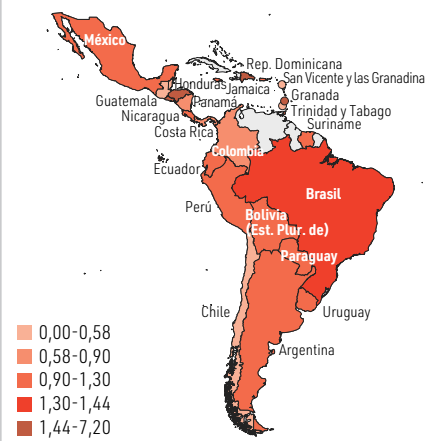 México
Rep. Dominicana
San Vicente y las Granadina
Honduras
Jamaica
Granada
Guatemala
Panamá
Trinidad y Tabago
Nicaragua
Suriname
Costa Rica
Colombia
Ecuador
Brasil
Perú
Bolivia
(Est. Plur. de)
Paraguay
Chile
Uruguay
Argentina
0,00-0,58
0,58-0,90
0,90-1,30
1,30-1,44
1,44-7,20